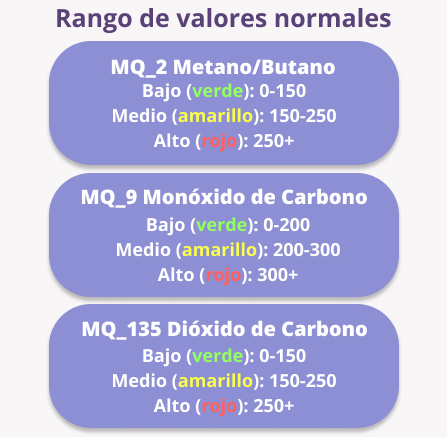 Rango de valores normales
MQ_2 Metano/Butano
Bajo (verde): 0-150
Medio (amarillo): 150-250
Alto (rojo): 250+
MQ_9 Monóxido de Carbono
Bajo (verde): 0-200
Medio (amarillo): 200-300
Alto (rojo): 300+
MQ_135 Dióxido de Carbono
Bajo (verde): 0-150
Medio (amarillo): 150-250
Alto (rojo): 250+